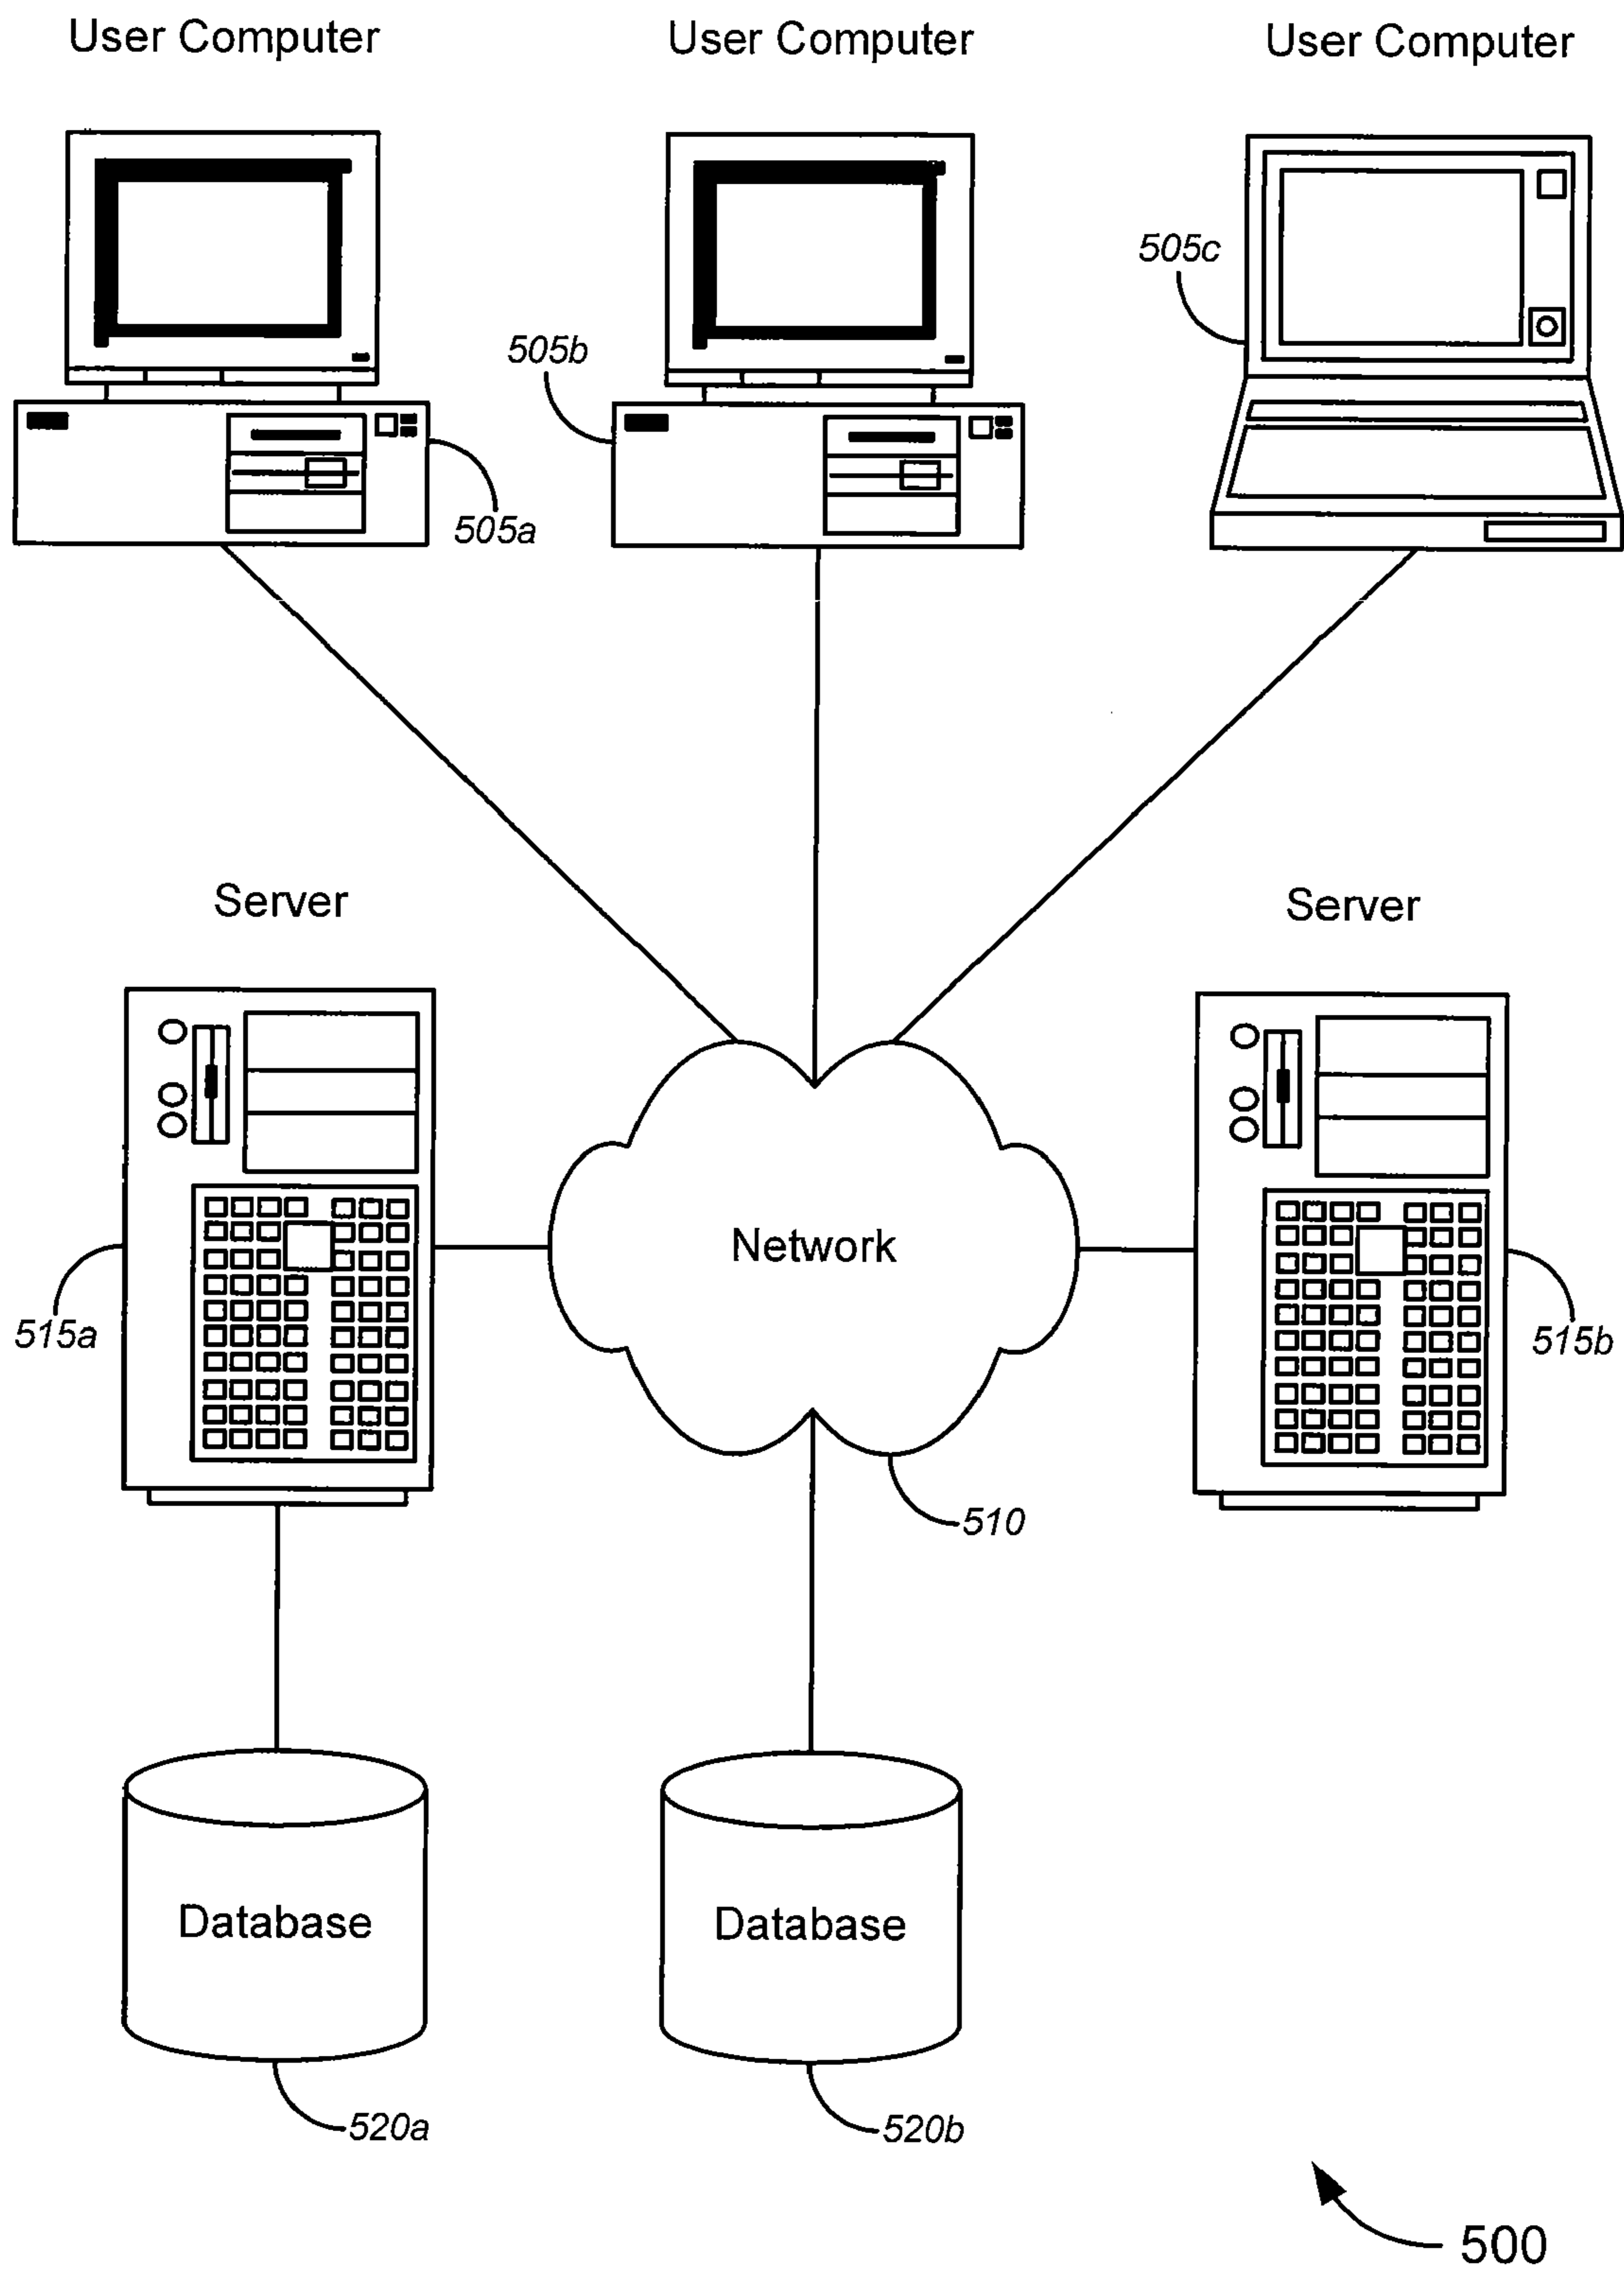 User Computer
User Computer
User Computer
505c
505b
505a
Server
Server
Network
515a
515b
510
Database
Database
520a
520b
500